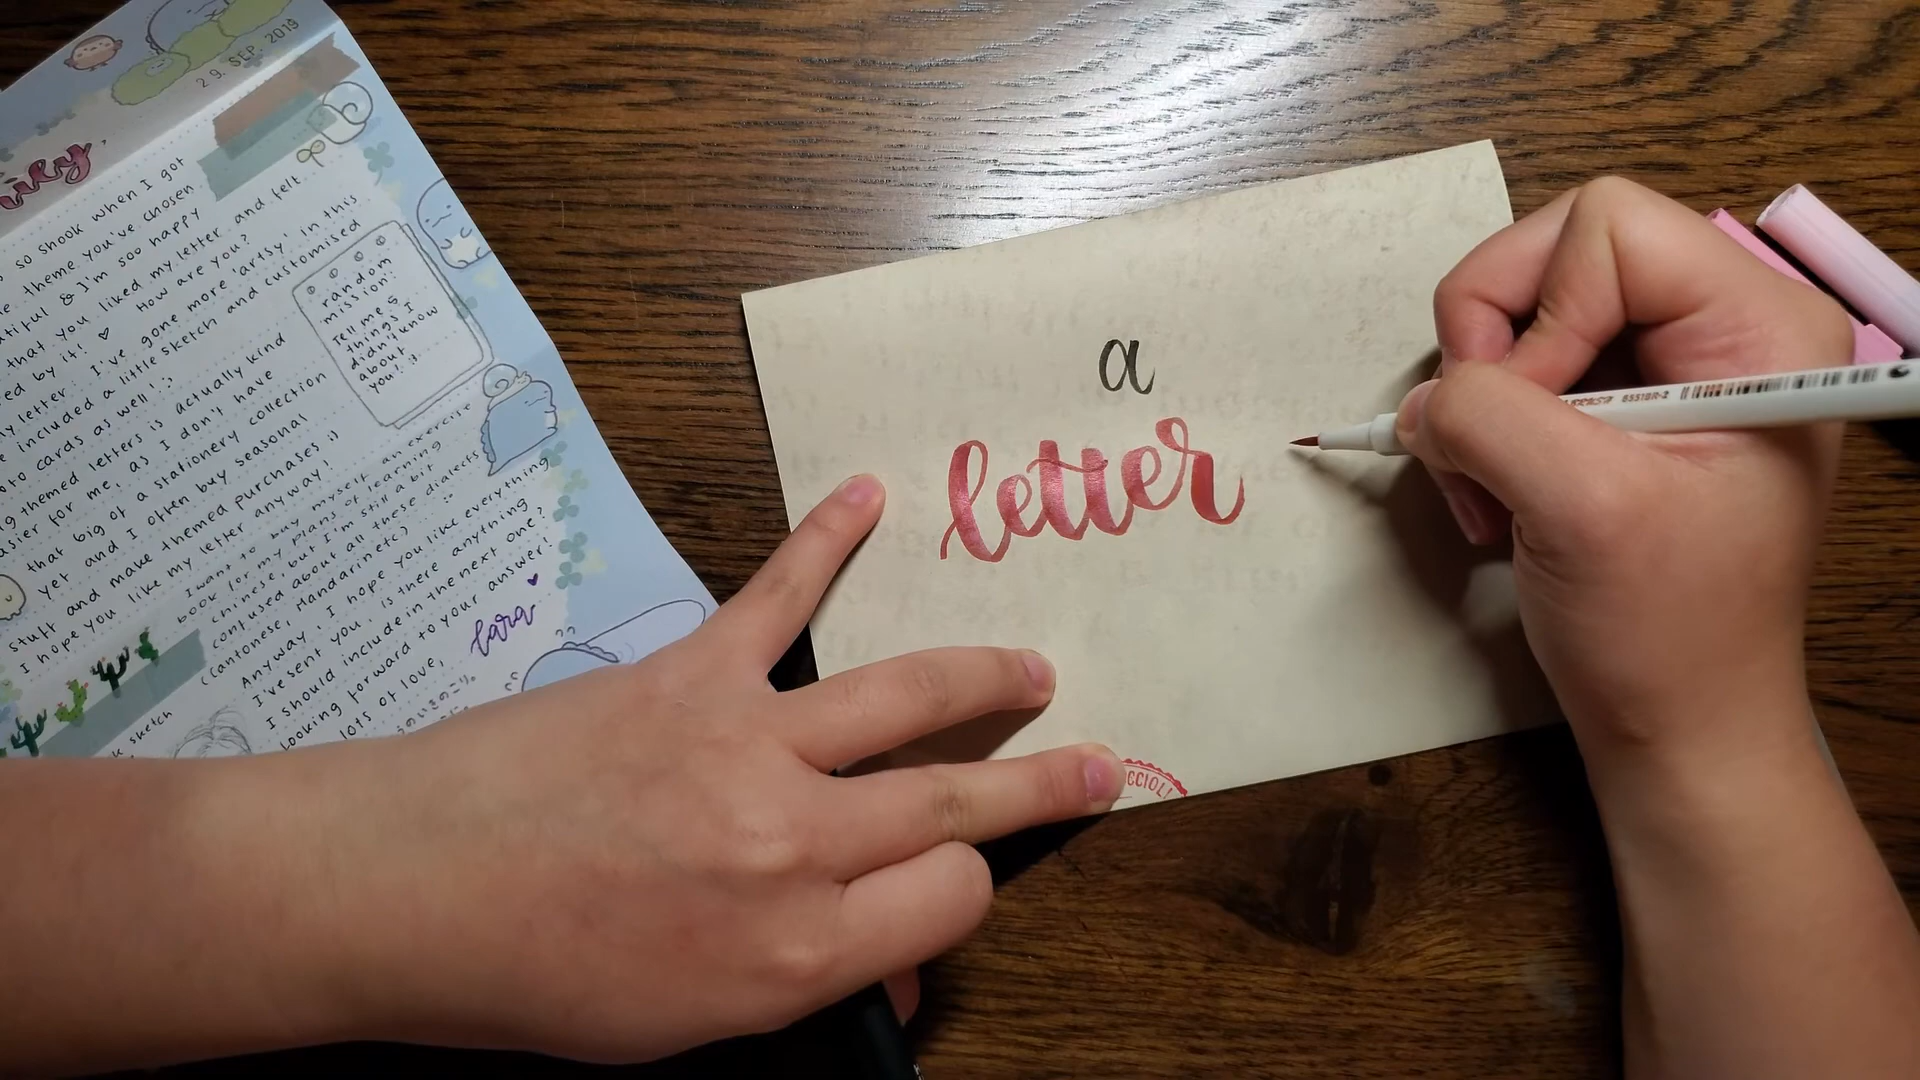 29. SEP. 2019
so shook when I got
theme you've chosen
& I'm soo happy
that you liked my letter and felt
by it! ♡ How are you?
letter. I've gone more 'artsy' in this
included a little sketch and customised
cards as well! :)
themed letters is actually kind
for me, as I don't have
that big of a stationery collection
yet and I often buy seasonal
stuff and make themed purchases :)
I hope you like my letter anyway!
random
mission:
Tell me 5
things I
didn't know
about
you! :)
I want to buy myself an exercise
book for my plans of learning
chinese, but I'm still a bit
confused about all these dialects
(cantonese, Mandarin etc) :)
Anyway, I hope you like everything
I've sent you, is there anything
I should include in the next one?
Looking forward to your answer!
lots of love,
lara
sketch
a
letter
6551BR-2